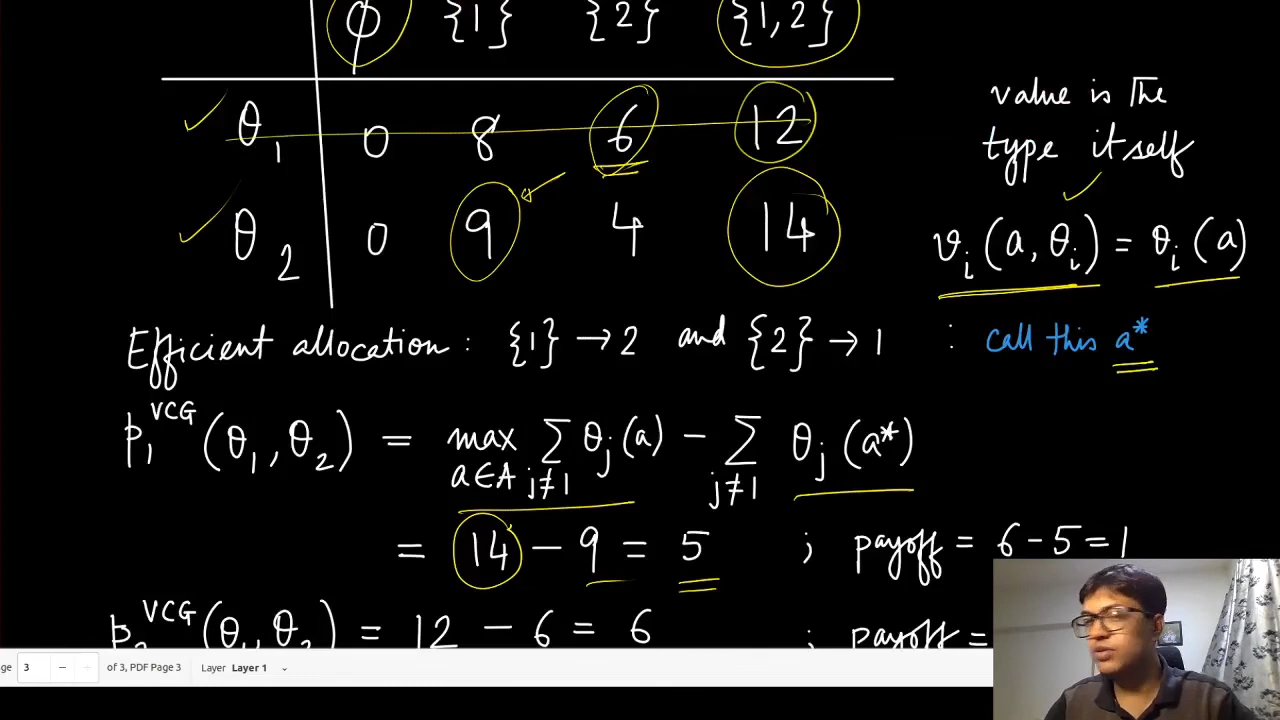 ϕ {1} {2} {1,2}
θ₁ 0 8 6 12
θ₂ 0 9 4 14
value is the
type itself
vᵢ(a, θᵢ) = θᵢ(a)
Efficient allocation : {1} → 2 and {2} → 1 : call this a*
p₁^VCG (θ₁, θ₂) = max_{a∈A} Σ_{j≠1} θⱼ(a) − Σ_{j≠1} θⱼ(a*)
= 14 − 9 = 5 ; payoff = 6 − 5 = 1
p₂^VCG (θ₁, θ₂) = 12 − 6 = 6 ; payoff =
ge 3 of 3, PDF Page 3 Layer Layer 1